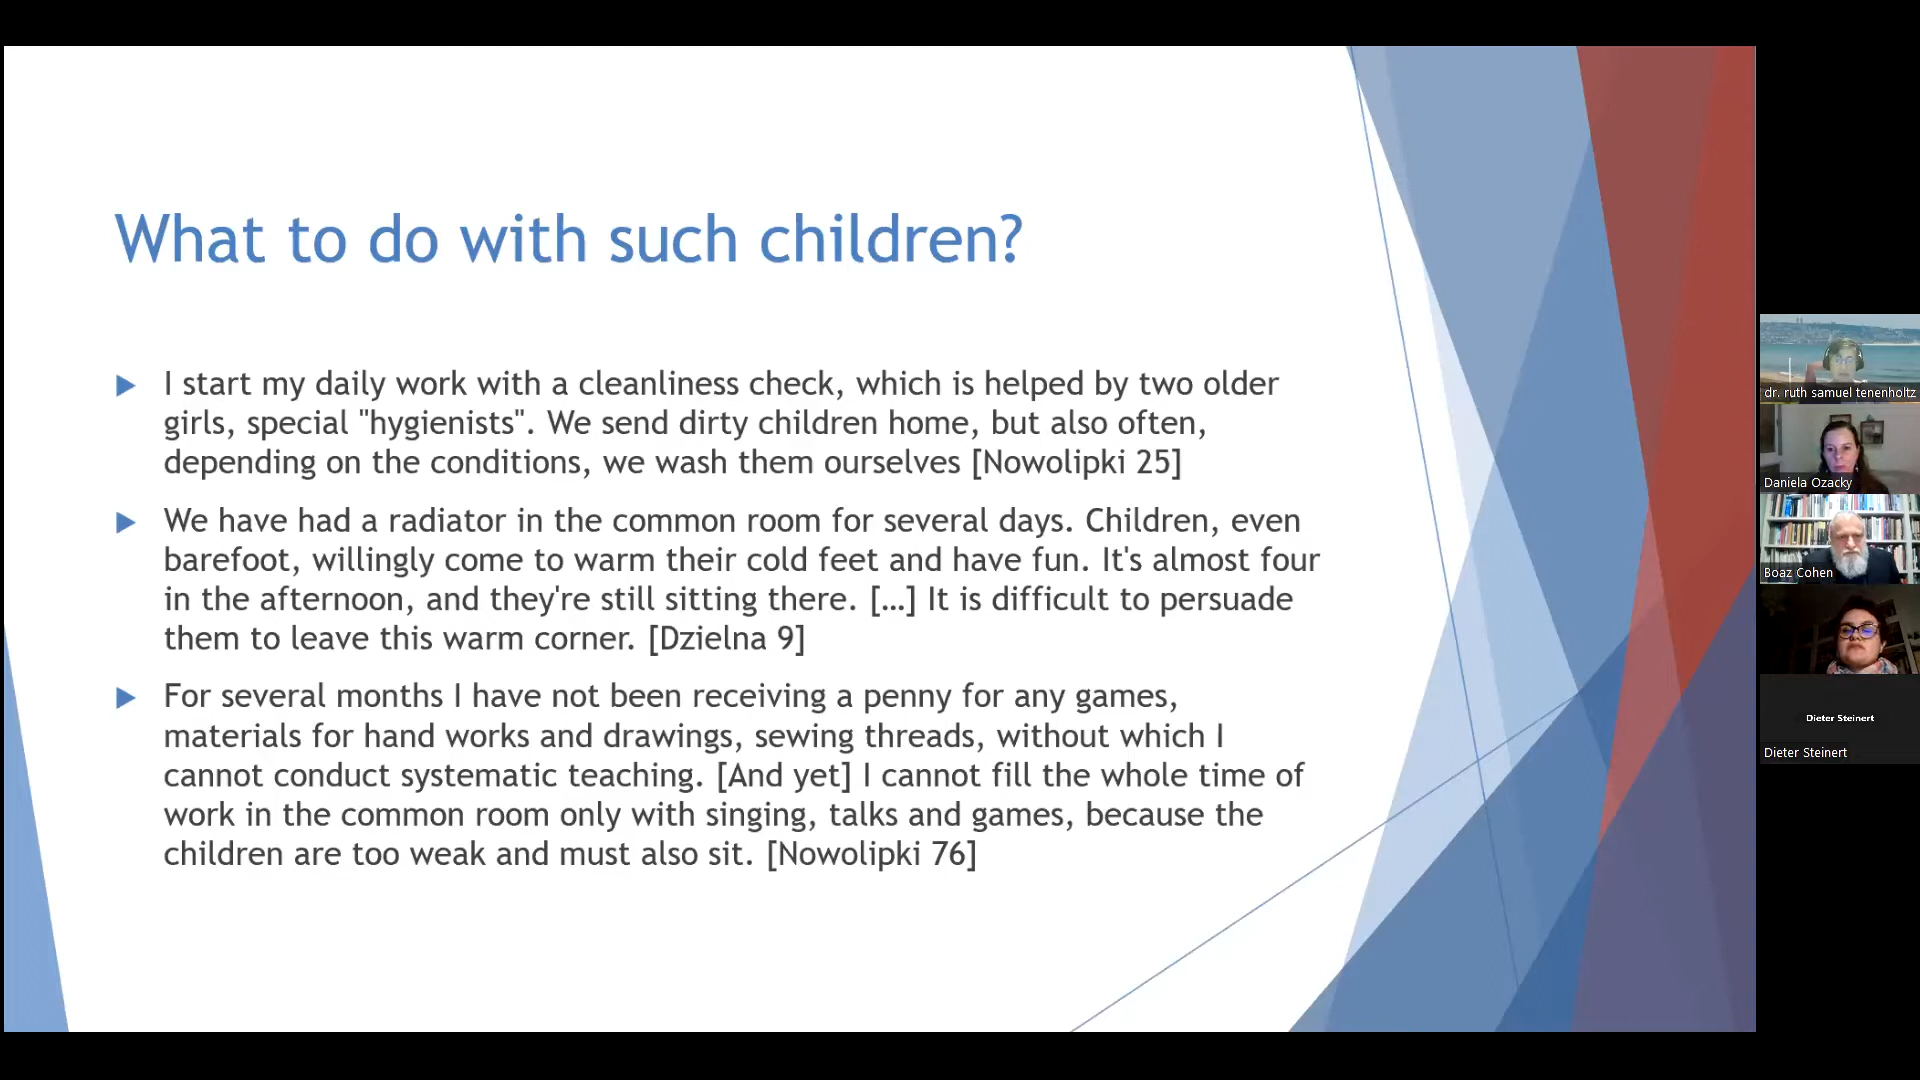 What to do with such children?
I start my daily work with a cleanliness check, which is helped by two older
girls, special "hygienists". We send dirty children home, but also often,
depending on the conditions, we wash them ourselves [Nowolipki 25]
We have had a radiator in the common room for several days. Children, even
barefoot, willingly come to warm their cold feet and have fun. It's almost four
in the afternoon, and they're still sitting there. […] It is difficult to persuade
them to leave this warm corner. [Dzielna 9]
For several months I have not been receiving a penny for any games,
materials for hand works and drawings, sewing threads, without which I
cannot conduct systematic teaching. [And yet] I cannot fill the whole time of
work in the common room only with singing, talks and games, because the
children are too weak and must also sit. [Nowolipki 76]
dr. ruth samuel tenenholtz
Daniela Ozacky
Boaz Cohen
Dieter Steinert
Dieter Steinert